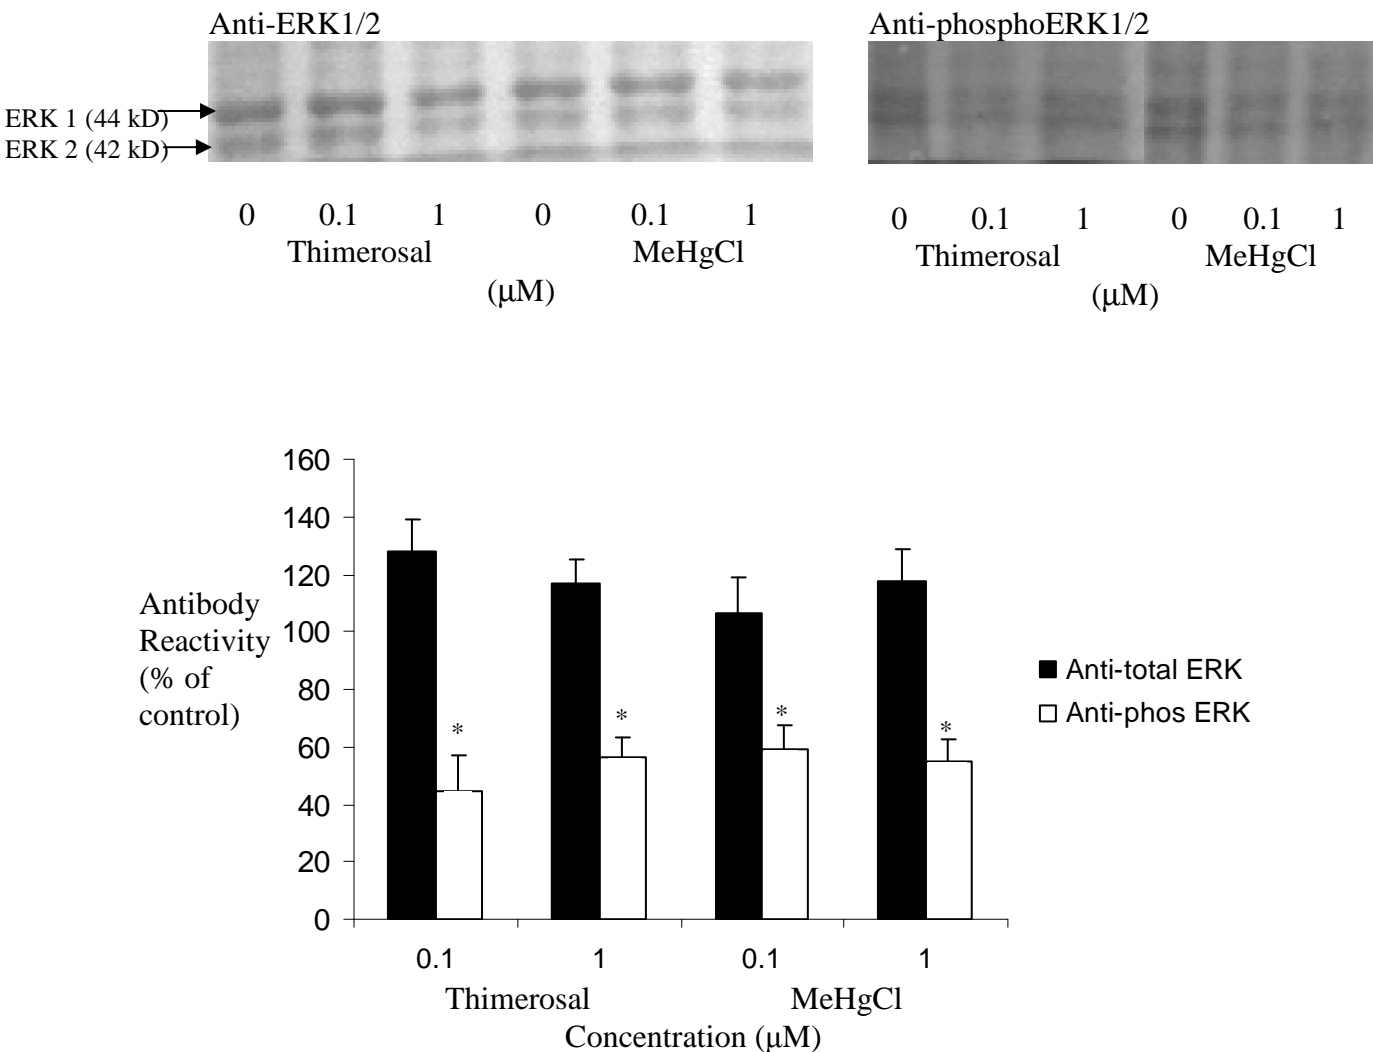 Anti-ERK1/2
Anti-phosphoERK1/2
ERK 1 (44 kD)
ERK 2 (42 kD)
0 0.1 1 0 0.1 1
Thimerosal MeHgCl
(μM)
0 0.1 1 0 0.1 1
Thimerosal MeHgCl
(μM)
160
140
120
100
80
60
40
20
0
Antibody
Reactivity
(% of
control)
* * * *
Anti-total ERK
Anti-phos ERK
0.1 1 0.1 1
Thimerosal MeHgCl
Concentration (μM)